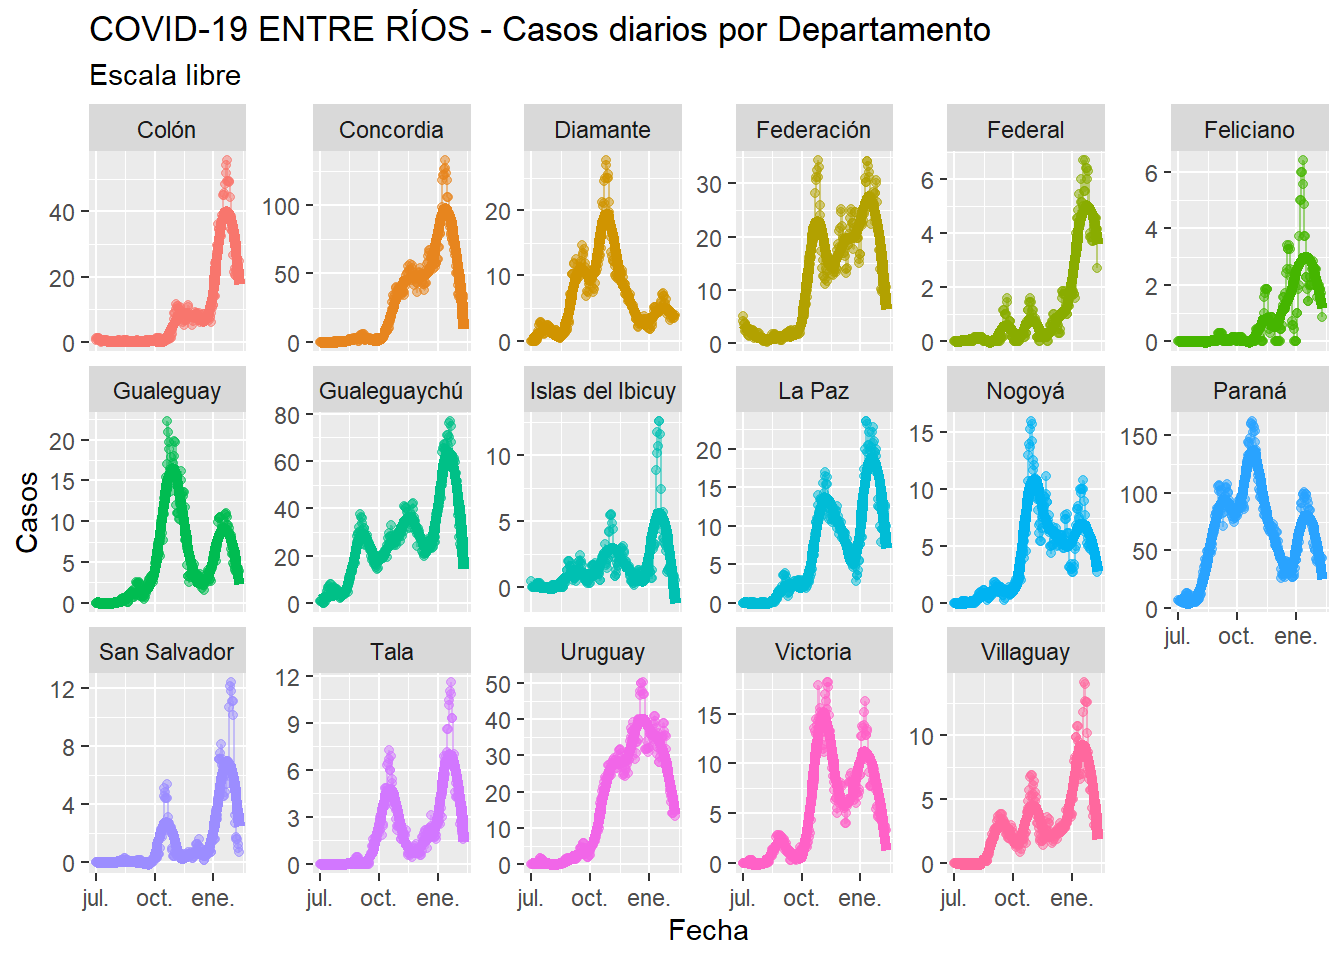 COVID-19 ENTRE RÍOS - Casos diarios por Departamento
Escala libre
Colón
Concordia
Diamante
Federación
Federal
Feliciano
40
20
0
100
50
0
20
10
0
30
20
10
0
6
4
2
0
6
4
2
0
Gualeguay
Gualeguaychú
Islas del Ibicuy
La Paz
Nogoyá
Paraná
20
15
10
5
0
80
60
40
20
0
10
5
0
20
15
10
5
0
15
10
5
0
150
100
50
0
jul.
oct.
ene.
San Salvador
Tala
Uruguay
Victoria
Villaguay
12
8
4
0
12
9
6
3
0
50
40
30
20
10
0
15
10
5
0
10
5
0
jul.
oct.
ene.
jul.
oct.
ene.
jul.
oct.
ene.
jul.
oct.
ene.
jul.
oct.
ene.
Casos
Fecha